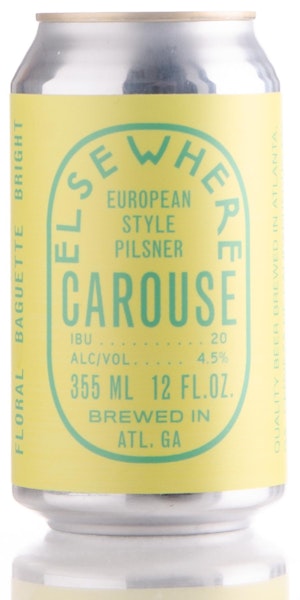 ELSEWHERE
EUROPEAN
STYLE
PILSNER
CAROUSE
IBU . . . . . . . . . . 20
ALC/VOL. . . . . 4.5%
355 ML 12 FL.OZ.
BREWED IN
ATL. GA
FLORAL BAGUETTE BRIGHT
QUALITY BEER BREWED IN ATLANTA,